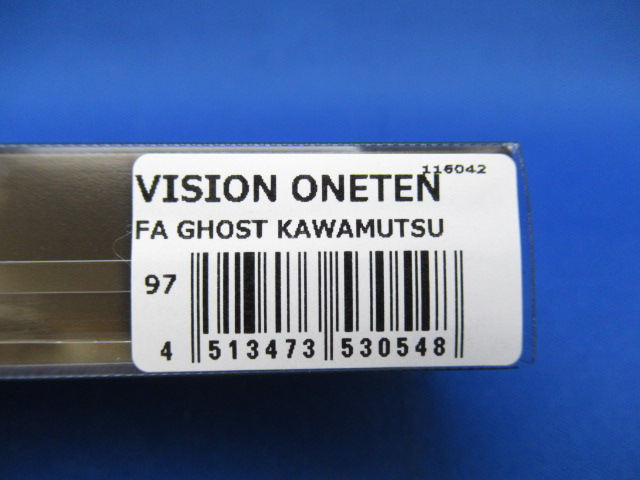 116042
VISION ONETEN
FA GHOST KAWAMUTSU
97
4 513473 530548